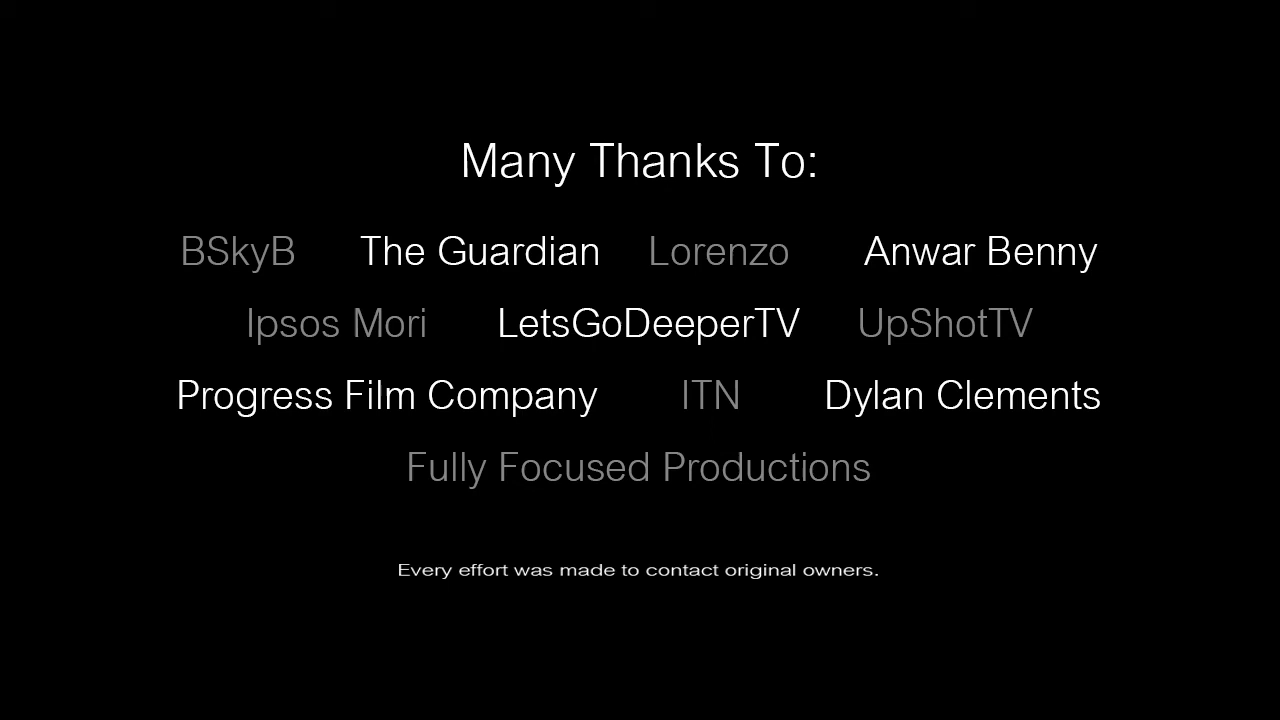 Many Thanks To:
BSkyB The Guardian Lorenzo Anwar Benny
Ipsos Mori LetsGoDeeperTV UpShotTV
Progress Film Company ITN Dylan Clements
Fully Focused Productions
Every effort was made to contact original owners.